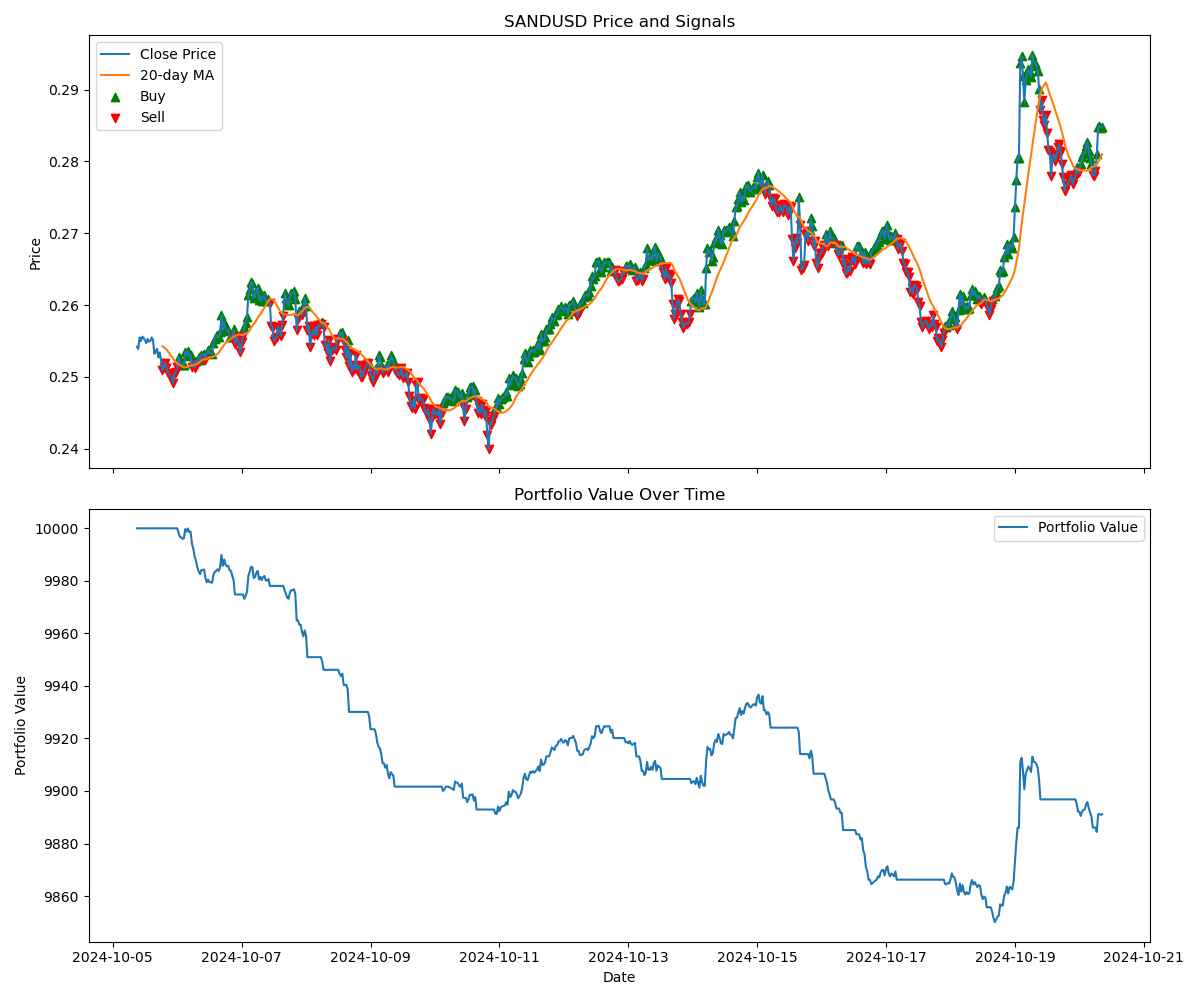 SANDUSD Price and Signals
Close Price
20-day MA
Buy
Sell
Price
0.29
0.28
0.27
0.26
0.25
0.24
Portfolio Value Over Time
Portfolio Value
Portfolio Value
10000
9980
9960
9940
9920
9900
9880
9860
2024-10-05 2024-10-07 2024-10-09 2024-10-11 2024-10-13 2024-10-15 2024-10-17 2024-10-19 2024-10-21
Date